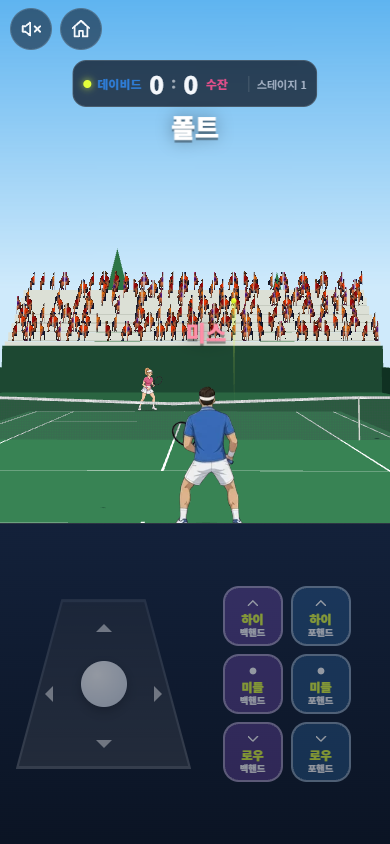 데이비드 0 : 0 수잔 스테이지 1
폴트
미스
하이
백핸드
하이
포핸드
미들
백핸드
미들
포핸드
로우
백핸드
로우
포핸드